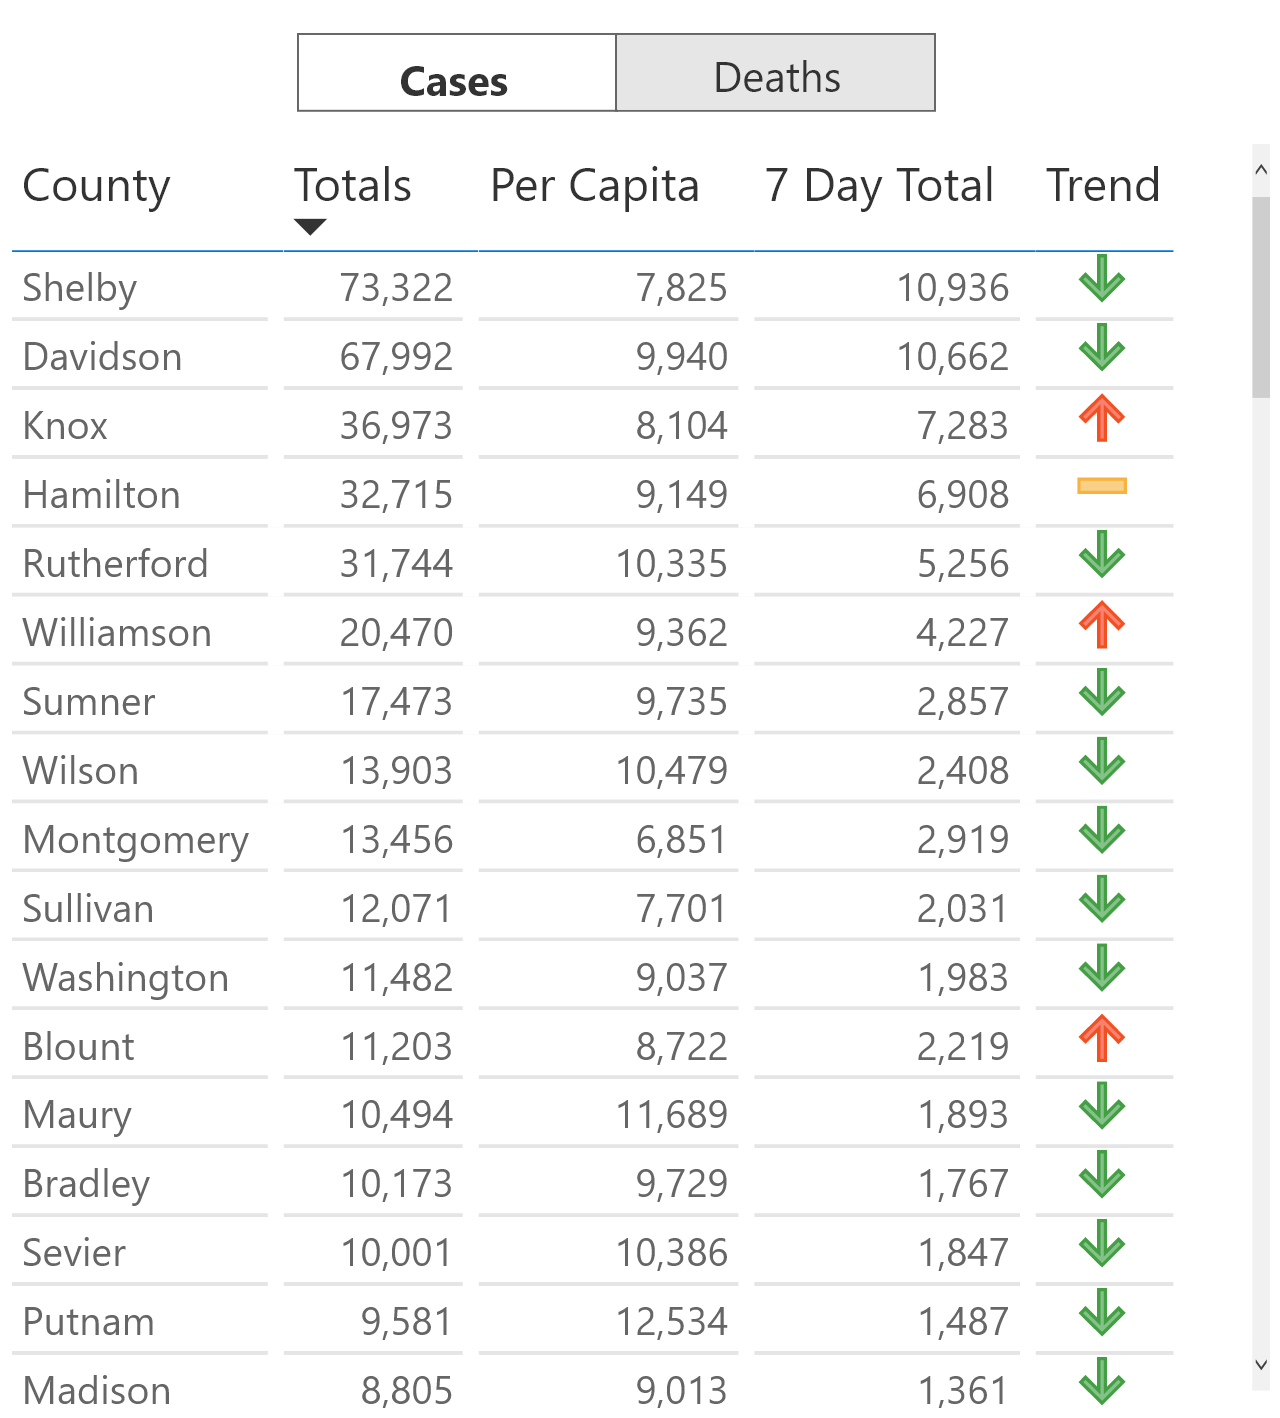 Cases Deaths
County Totals Per Capita 7 Day Total Trend
Shelby 73,322 7,825 10,936
Davidson 67,992 9,940 10,662
Knox 36,973 8,104 7,283
Hamilton 32,715 9,149 6,908
Rutherford 31,744 10,335 5,256
Williamson 20,470 9,362 4,227
Sumner 17,473 9,735 2,857
Wilson 13,903 10,479 2,408
Montgomery 13,456 6,851 2,919
Sullivan 12,071 7,701 2,031
Washington 11,482 9,037 1,983
Blount 11,203 8,722 2,219
Maury 10,494 11,689 1,893
Bradley 10,173 9,729 1,767
Sevier 10,001 10,386 1,847
Putnam 9,581 12,534 1,487
Madison 8,805 9,013 1,361